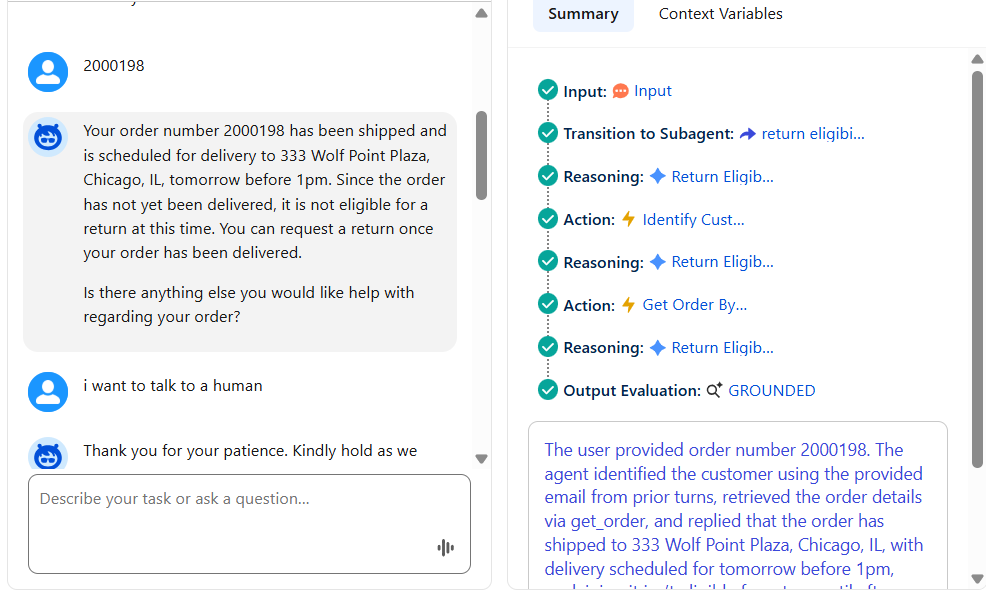 2000198
Your order number 2000198 has been shipped and
is scheduled for delivery to 333 Wolf Point Plaza,
Chicago, IL, tomorrow before 1pm. Since the order
has not yet been delivered, it is not eligible for a
return at this time. You can request a return once
your order has been delivered.
Is there anything else you would like help with
regarding your order?
i want to talk to a human
Thank you for your patience. Kindly hold as we
Describe your task or ask a question...
Summary
Context Variables
Input: Input
Transition to Subagent: return eligibi...
Reasoning: Return Eligib...
Action: Identify Cust...
Reasoning: Return Eligib...
Action: Get Order By...
Reasoning: Return Eligib...
Output Evaluation: GROUNDED
The user provided order number 2000198. The
agent identified the customer using the provided
email from prior turns, retrieved the order details
via get_order, and replied that the order has
shipped to 333 Wolf Point Plaza, Chicago, IL, with
delivery scheduled for tomorrow before 1pm,